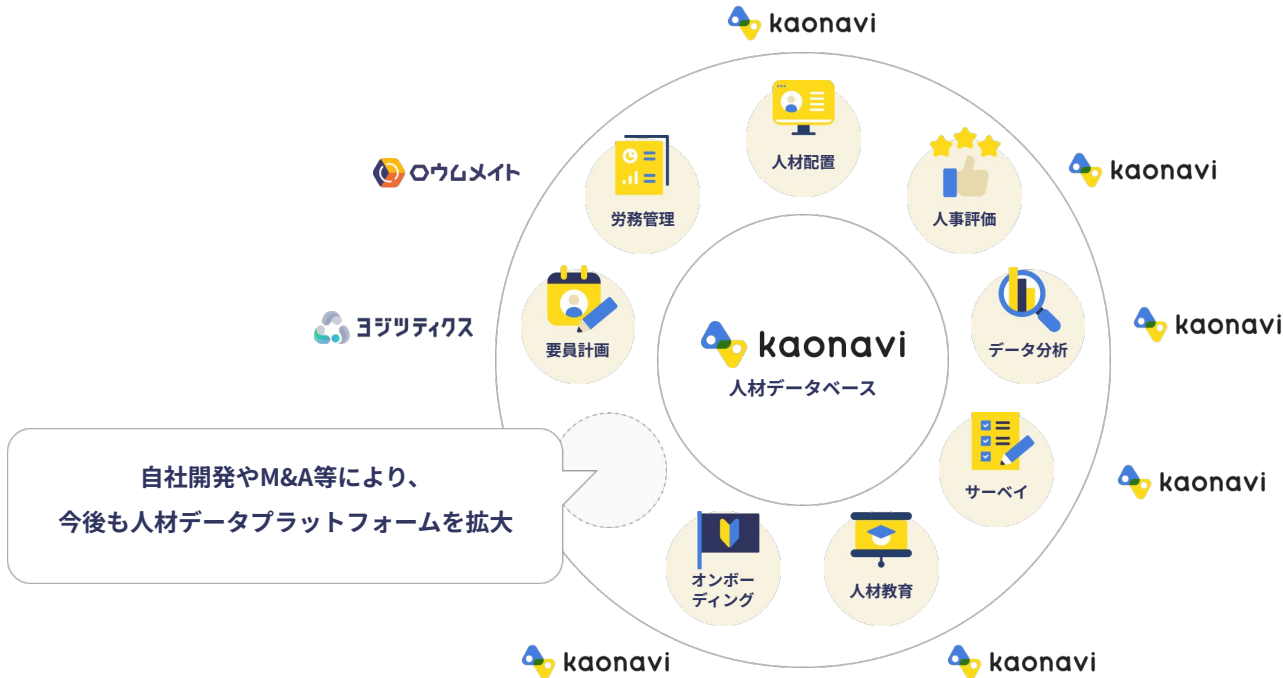 kaonavi
人材配置
人事評価
kaonavi
データ分析
kaonavi
サーベイ
kaonavi
人材教育
kaonavi
オンボー
ディング
kaonavi
要員計画
ヨジツティクス
労務管理
ロウムメイト
kaonavi
人材データベース
自社開発やM&A等により、
今後も人材データプラットフォームを拡大